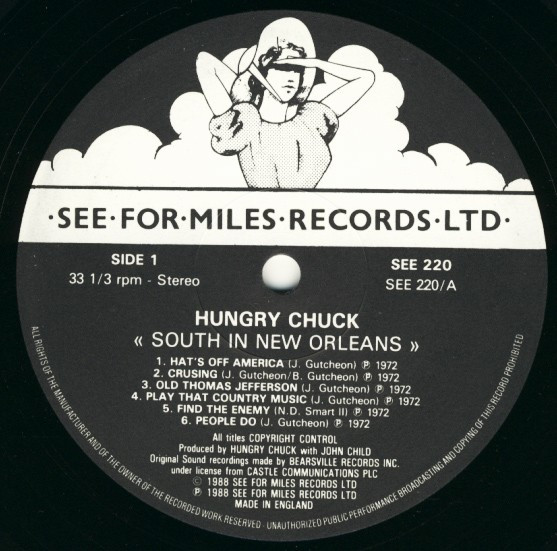 ·SEE·FOR·MILES·RECORDS·LTD·
SIDE 1
33 1/3 rpm - Stereo
SEE 220
SEE 220/A
HUNGRY CHUCK
« SOUTH IN NEW ORLEANS »
1. HAT'S OFF AMERICA (J. Gutcheon) ℗ 1972
2. CRUSING (J. Gutcheon/B. Gutcheon) ℗ 1972
3. OLD THOMAS JEFFERSON (J. Gutcheon) ℗ 1972
4. PLAY THAT COUNTRY MUSIC (J. Gutcheon) ℗ 1972
5. FIND THE ENEMY (N.D. Smart II) ℗ 1972
6. PEOPLE DO (J. Gutcheon) ℗ 1972
All titles COPYRIGHT CONTROL
Produced by HUNGRY CHUCK with JOHN CHILD
Original Sound recordings made by BEARSVILLE RECORDS INC.
under license from CASTLE COMMUNICATIONS PLC
© 1988 SEE FOR MILES RECORDS LTD
℗ 1988 SEE FOR MILES RECORDS LTD
MADE IN ENGLAND
ALL RIGHTS OF THE MANUFACTURER AND OF THE OWNER OF THE RECORDED WORK RESERVED · UNAUTHORIZED PUBLIC PERFORMANCE BROADCASTING AND COPYING OF THIS RECORD PROHIBITED